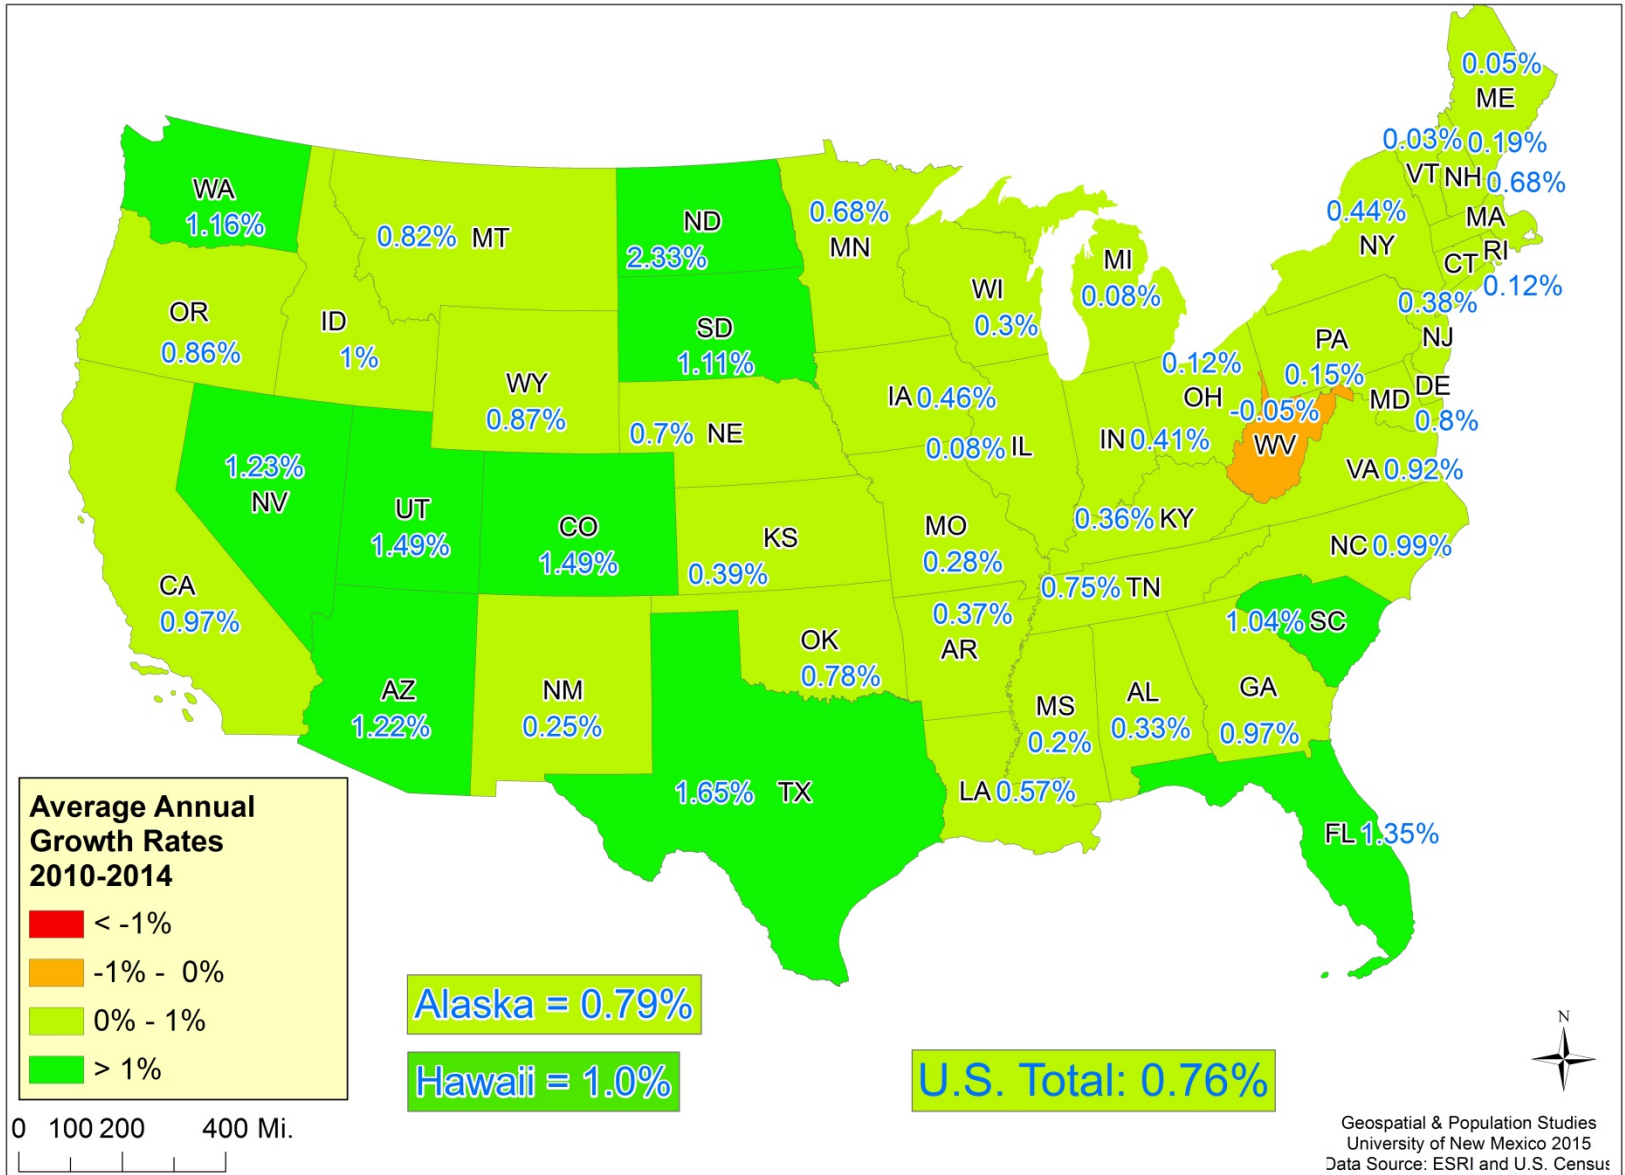 0.05%
ME
0.03% 0.19%
VT NH 0.68%
WA
1.16%
0.82% MT
ND
2.33%
0.68%
MN
0.44%
NY
MA
CT RI
0.12%
WI
0.3%
MI
0.08%
OR
0.86%
ID
1%
SD
1.11%
0.38%
NJ
PA
0.15%
0.12%
OH
-0.05%
WV
MD DE
0.8%
WY
0.87%
IA 0.46%
0.7% NE
0.08% IL
IN 0.41%
VA 0.92%
1.23%
NV
UT
1.49%
CO
1.49%
KS
0.39%
MO
0.28%
0.36% KY
NC 0.99%
CA
0.97%
0.75% TN
1.04% SC
OK
0.78%
0.37%
AR
AZ
1.22%
NM
0.25%
MS
0.2%
AL
0.33%
GA
0.97%
1.65% TX
LA 0.57%
FL 1.35%
Average Annual
Growth Rates
2010-2014
< -1%
-1% - 0%
0% - 1%
> 1%
Alaska = 0.79%
Hawaii = 1.0%
U.S. Total: 0.76%
N
0 100 200 400 Mi.
Geospatial & Population Studies
University of New Mexico 2015
Data Source: ESRI and U.S. Census